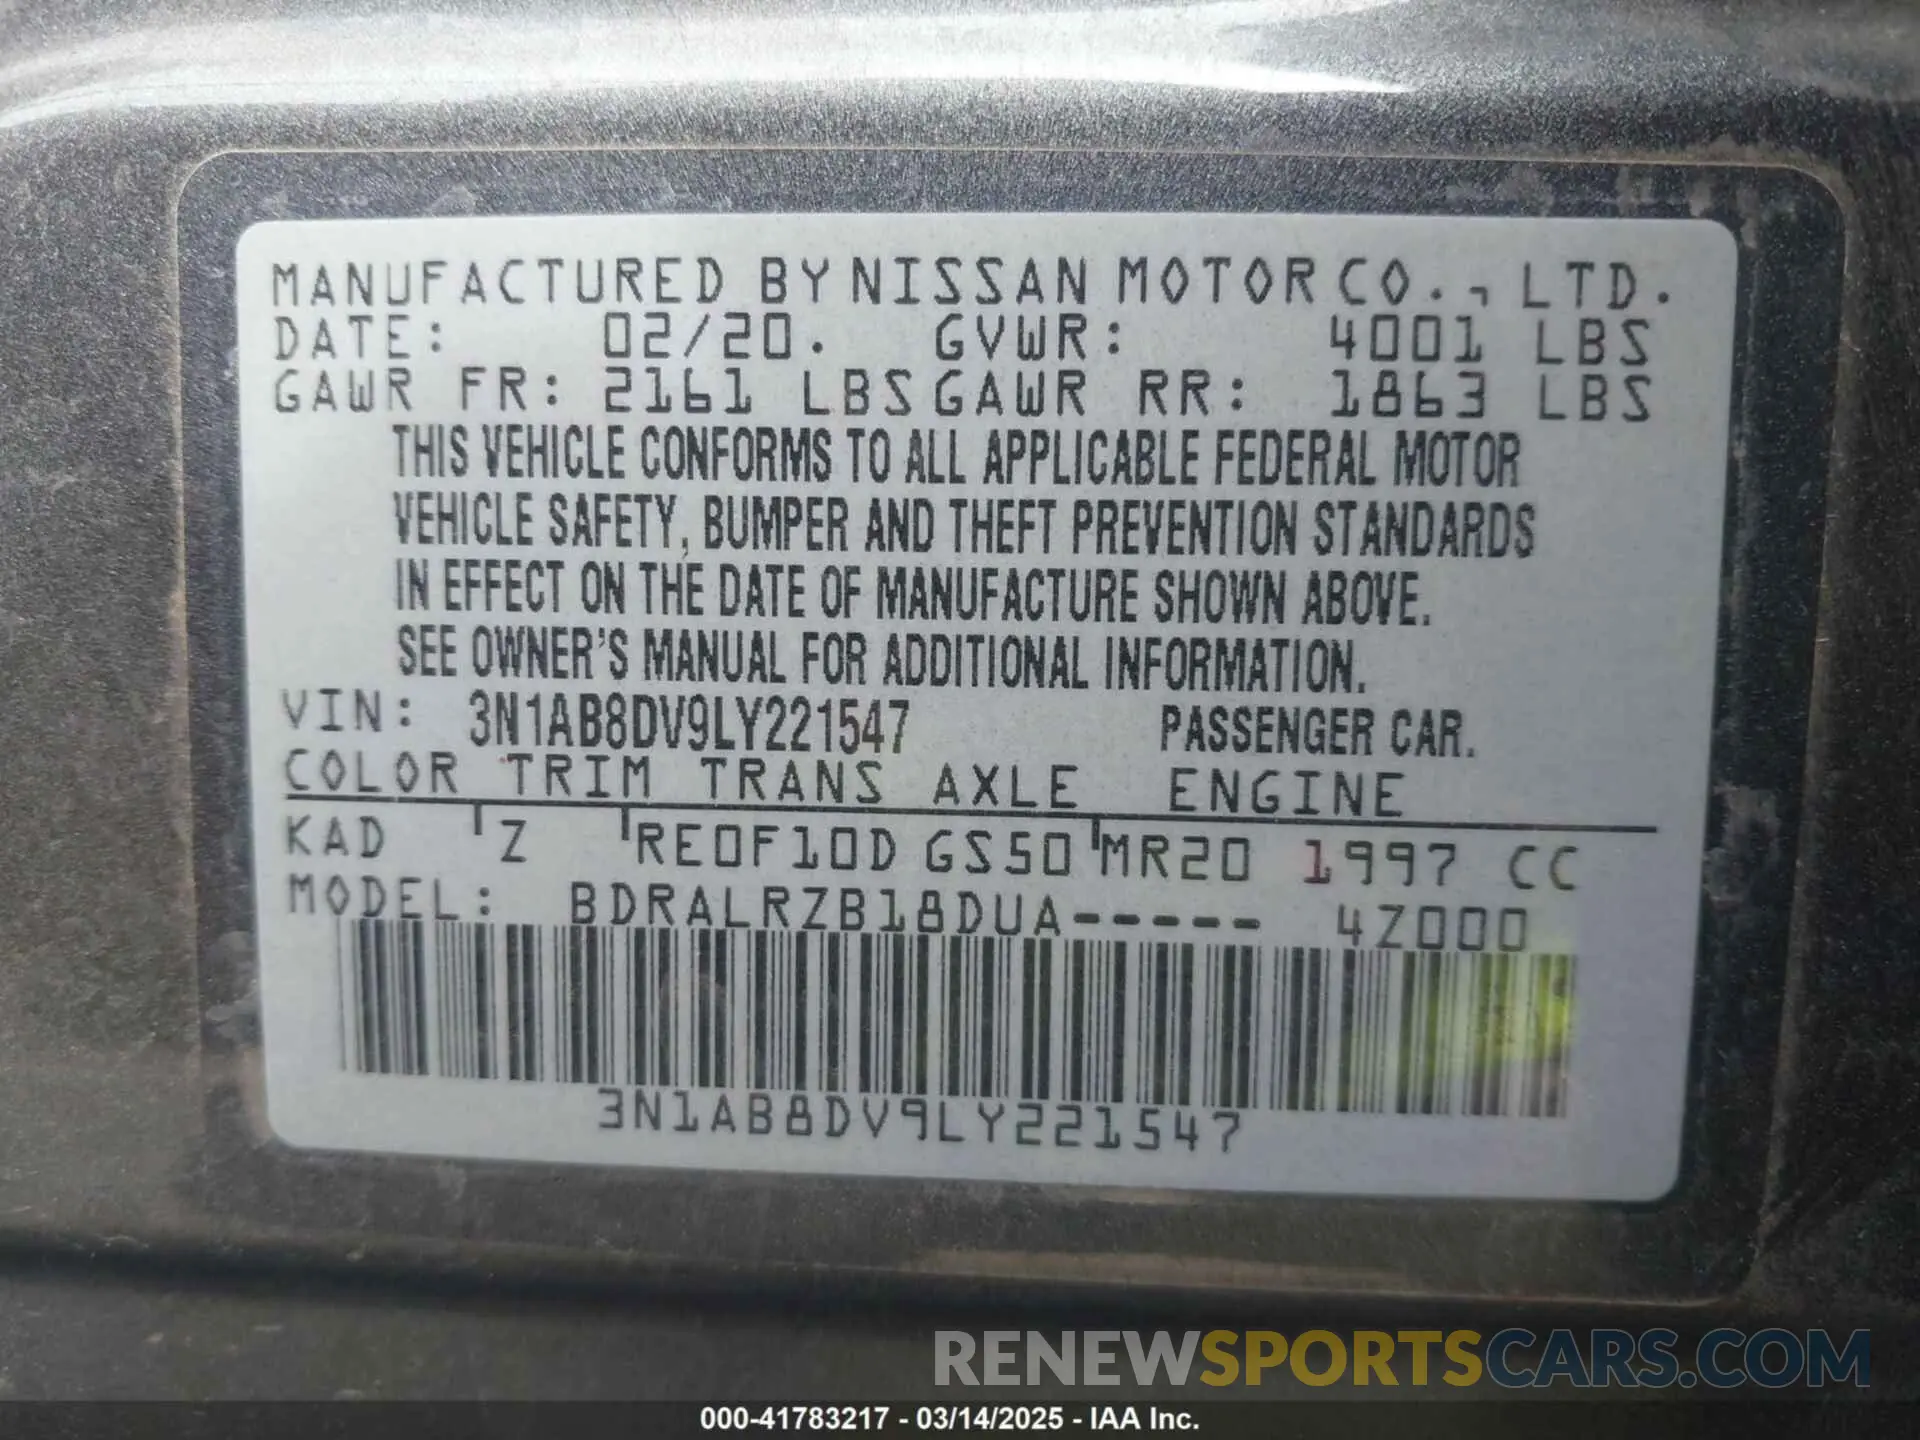 MANUFACTURED BY NISSAN MOTOR CO., LTD.
DATE: 02/20. GVWR: 4001 LBS
GAWR FR: 2161 LBS GAWR RR: 1863 LBS
THIS VEHICLE CONFORMS TO ALL APPLICABLE FEDERAL MOTOR
VEHICLE SAFETY, BUMPER AND THEFT PREVENTION STANDARDS
IN EFFECT ON THE DATE OF MANUFACTURE SHOWN ABOVE.
SEE OWNER'S MANUAL FOR ADDITIONAL INFORMATION.
VIN: 3N1AB8DV9LY221547 PASSENGER CAR.
COLOR TRIM TRANS AXLE ENGINE
KAD Z RE0F10D GS50 MR20 1997 CC
MODEL: BDRALRZB18DUA----- 4Z000
3N1AB8DV9LY221547
RENEWSPORTSCARS.COM
000-41783217 - 03/14/2025 - IAA Inc.